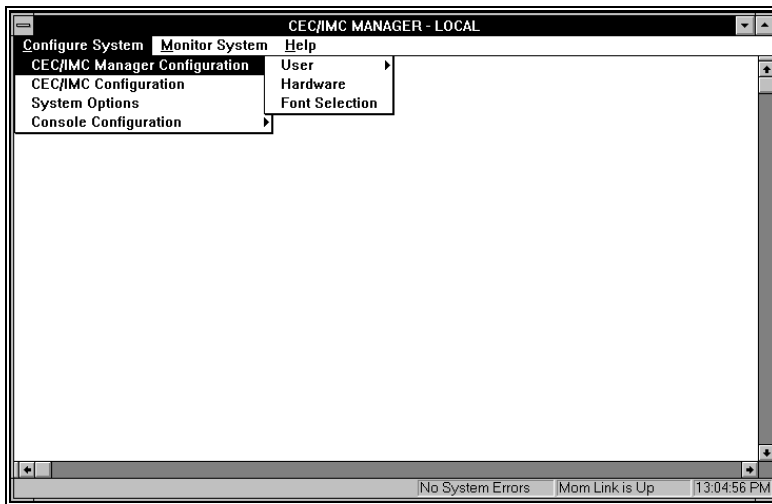 CEC/IMC MANAGER - LOCAL
Configure System Monitor System Help
CEC/IMC Manager Configuration
CEC/IMC Configuration
System Options
Console Configuration
User
Hardware
Font Selection
No System Errors Mom Link is Up 13:04:56 PM